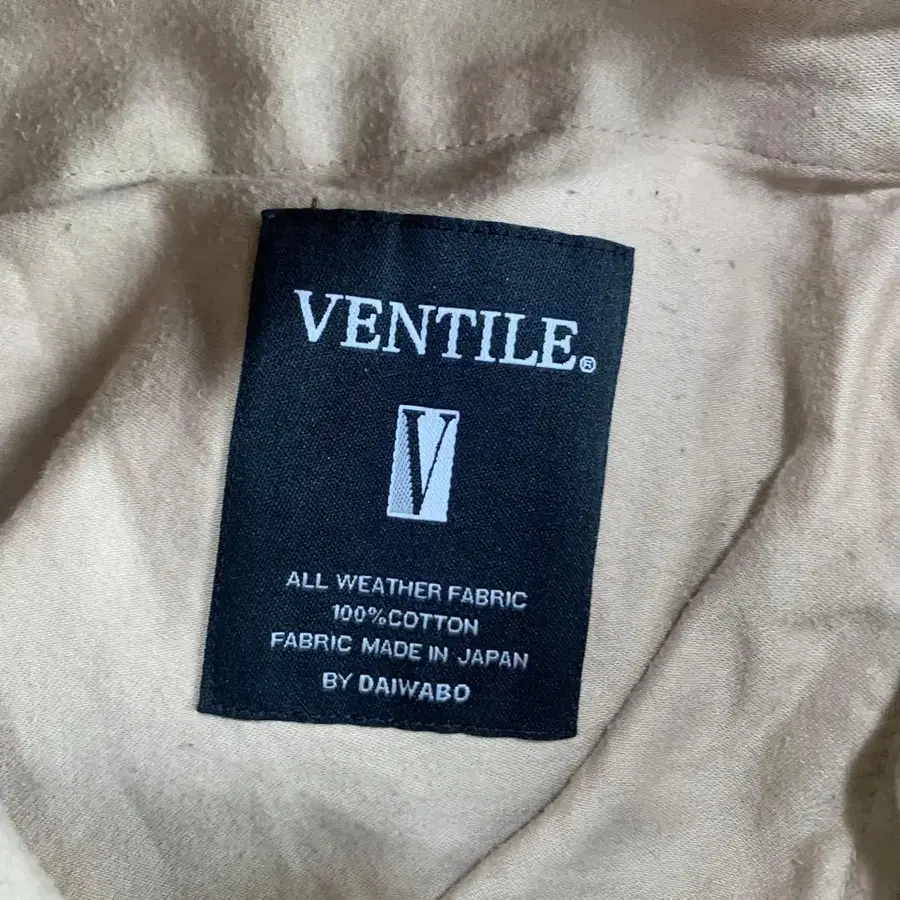 VENTILE®
V
ALL WEATHER FABRIC
100%COTTON
FABRIC MADE IN JAPAN
BY DAIWABO